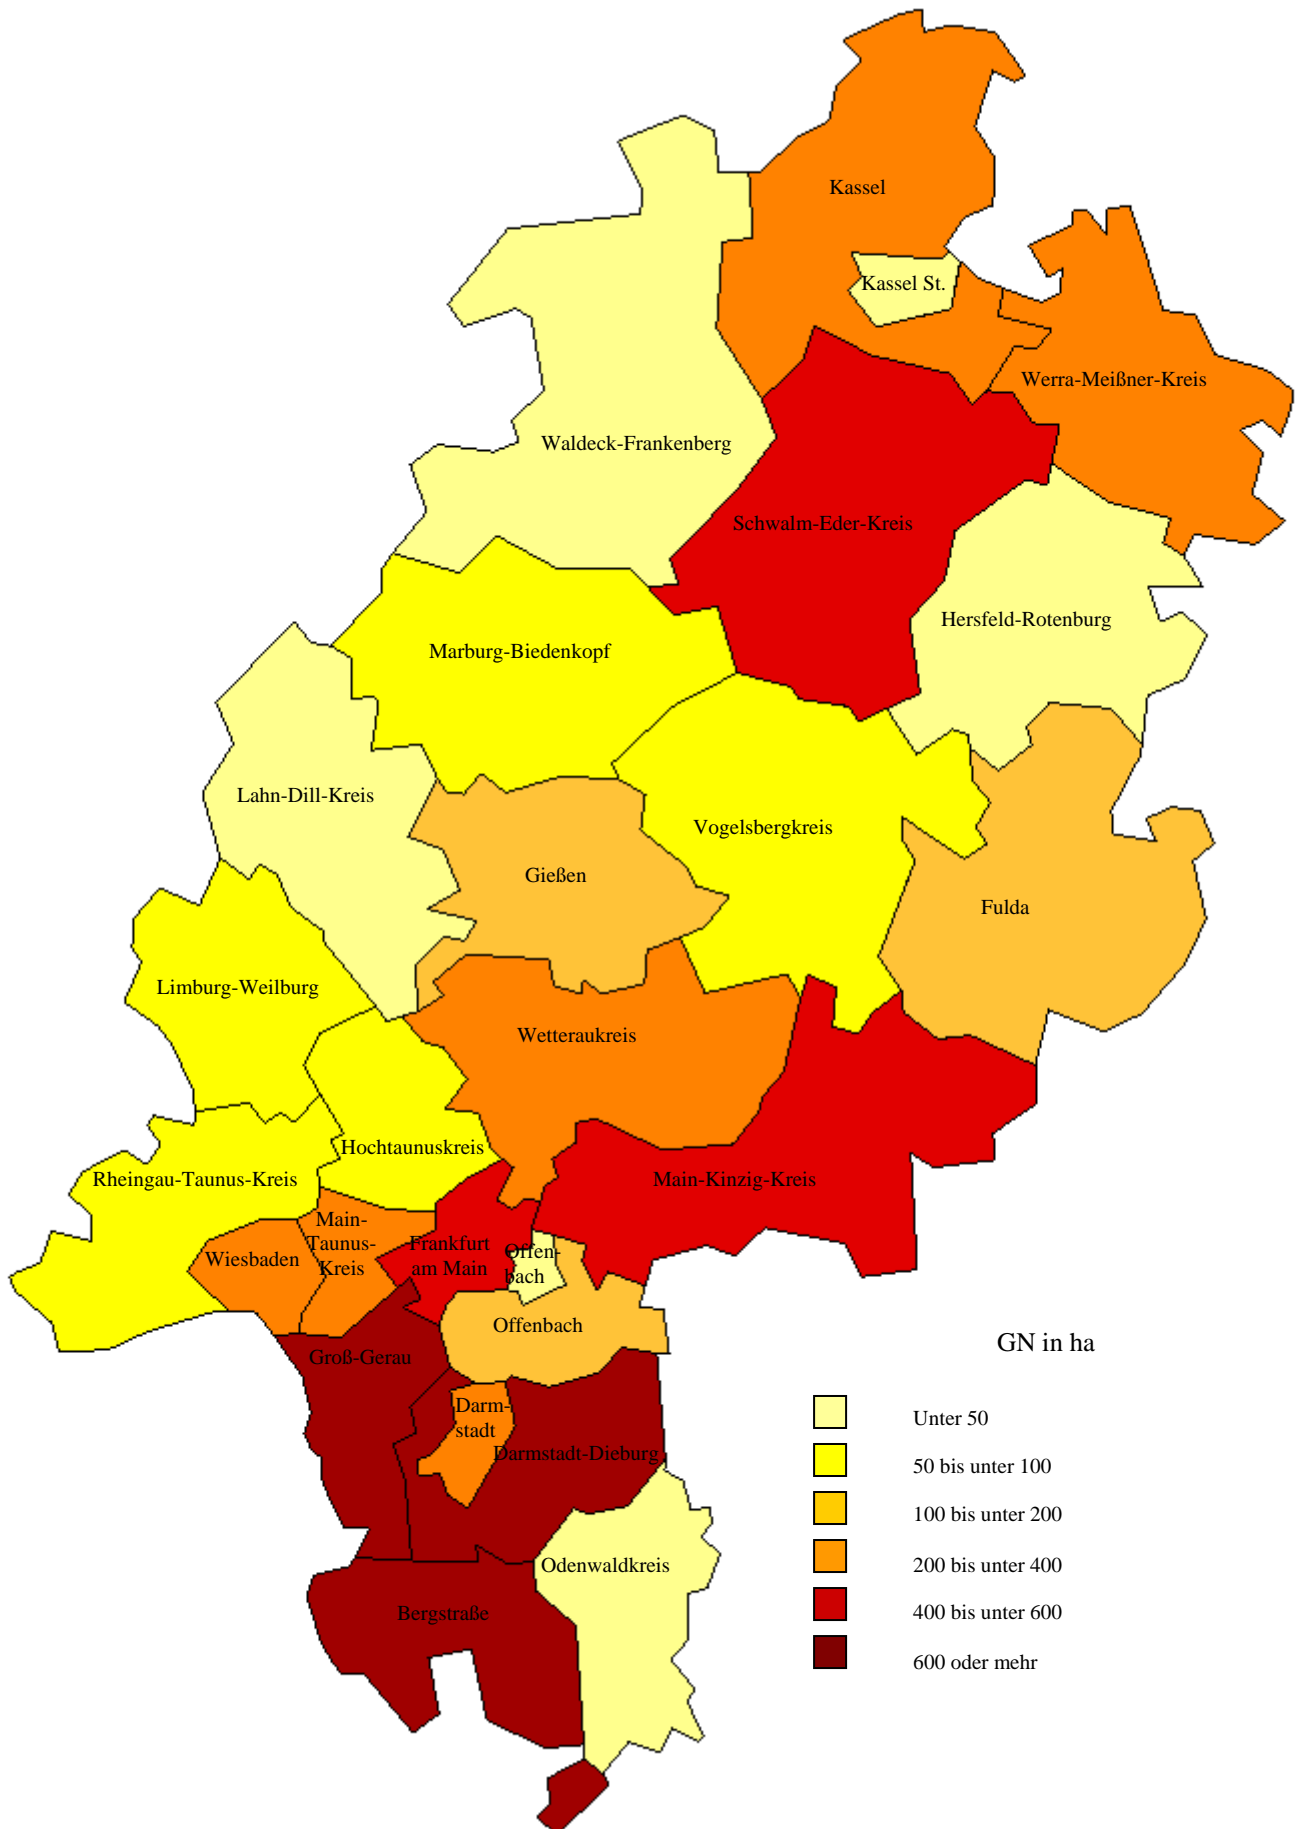 Kassel
Kassel St.
Werra-Meißner-Kreis
Waldeck-Frankenberg
Schwalm-Eder-Kreis
Hersfeld-Rotenburg
Marburg-Biedenkopf
Lahn-Dill-Kreis
Vogelsbergkreis
Gießen
Fulda
Limburg-Weilburg
Wetteraukreis
Hochtaunuskreis
Rheingau-Taunus-Kreis
Main-Kinzig-Kreis
Main-
Taunus-
Kreis
Wiesbaden
Frankfurt
am Main
Offen-
bach
Offenbach
Groß-Gerau
Darm-
stadt
Darmstadt-Dieburg
Odenwaldkreis
Bergstraße
GN in ha
Unter 50
50 bis unter 100
100 bis unter 200
200 bis unter 400
400 bis unter 600
600 oder mehr